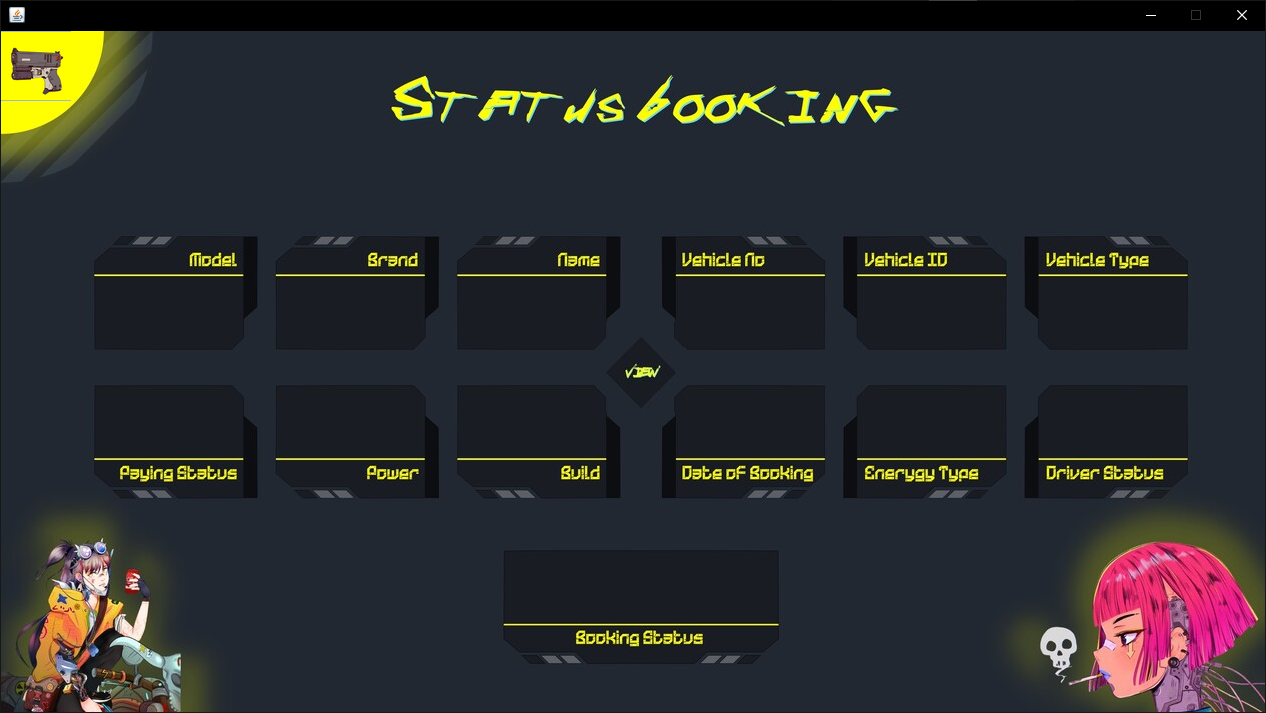 Status booking
Model
Brand
Name
Vehicle No
Vehicle ID
Vehicle Type
VIEW
Paying Status
Power
Build
Date of Booking
Enerygy Type
Driver Status
Booking Status